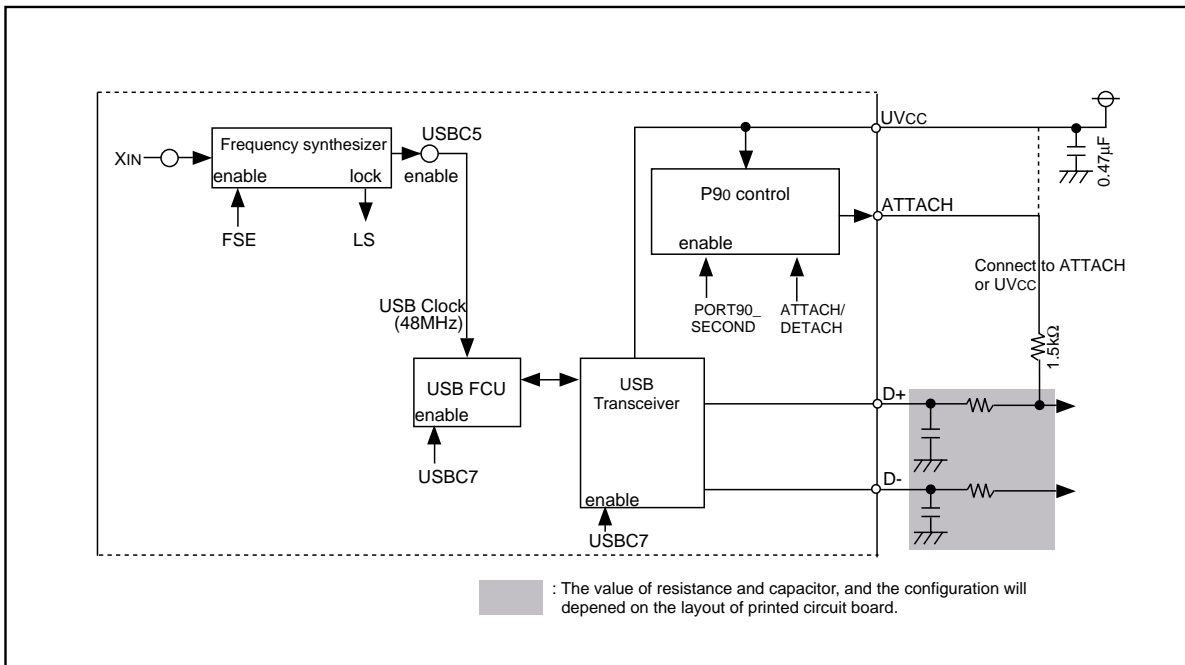 UVCC
USBC5
XIN
Frequency synthesizer
enable
lock
enable
0.47µF
P90 control
ATTACH
enable
FSE
LS
Connect to ATTACH
or UVCC
USB Clock
(48MHz)
PORT90_
SECOND
ATTACH/
DETACH
1.5kΩ
USB FCU
enable
USB
Transceiver
D+
USBC7
D-
enable
USBC7
: The value of resistance and capacitor, and the configuration will
depened on the layout of printed circuit board.